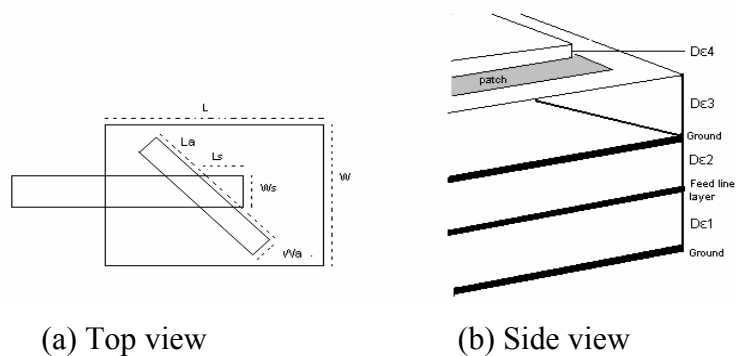 L
La
Ls
Ws
W
Wa
(a) Top view
Dε4
patch
Dε3
Ground
Dε2
Feed line
layer
Dε1
Ground
(b) Side view